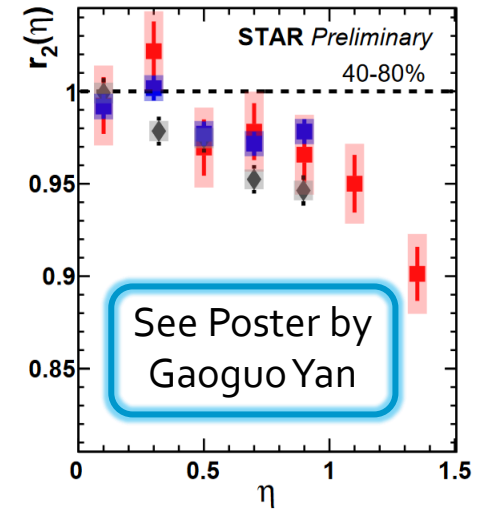 r2(η)
STAR Preliminary
40-80%
1
0.95
0.9
0.85
See Poster by
Gaoguo Yan
0 0.5 1 1.5
η